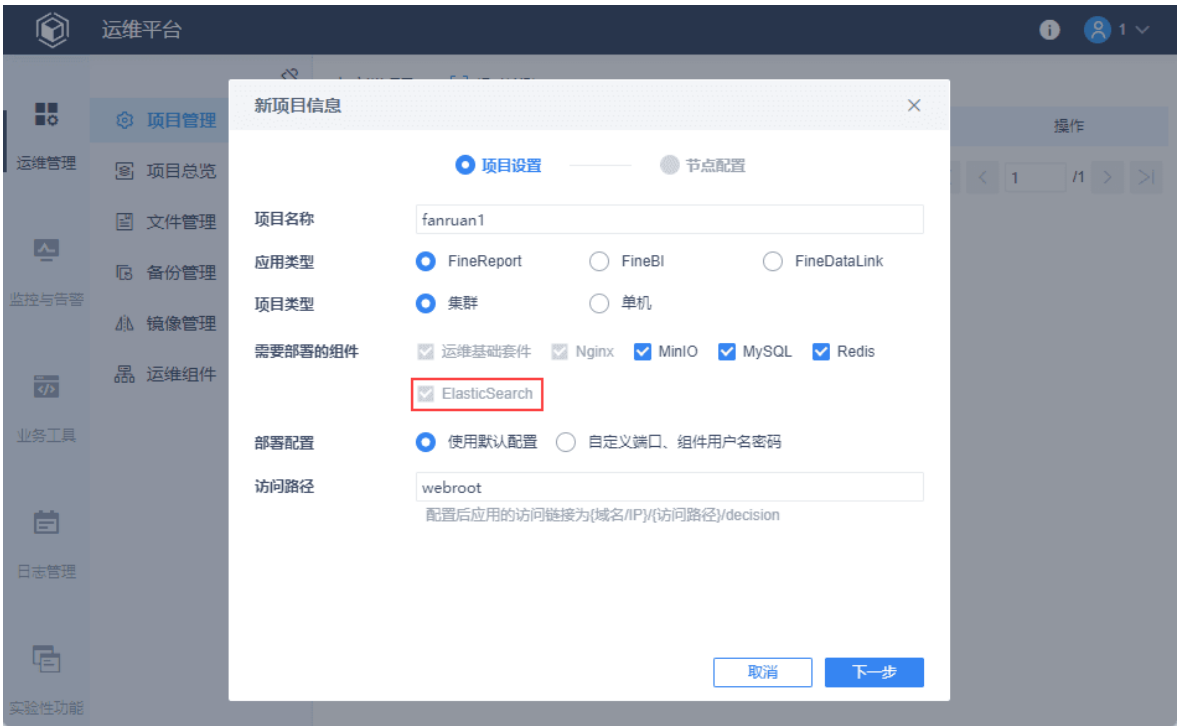 运维平台
1
运维管理
监控与告警
业务工具
日志管理
实验性功能
项目管理
项目总览
文件管理
备份管理
镜像管理
运维组件
操作
1 /1
新项目信息
项目设置 节点配置
项目名称 fanruan1
应用类型 FineReport FineBI FineDataLink
项目类型 集群 单机
需要部署的组件 运维基础套件 Nginx MinIO MySQL Redis
ElasticSearch
部署配置 使用默认配置 自定义端口、组件用户名密码
访问路径 webroot
配置后应用的访问链接为{域名/IP}/{访问路径}/decision
取消 下一步